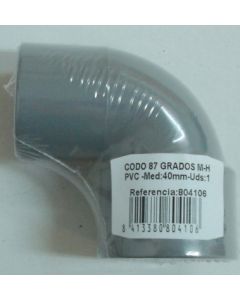 CODO 87 GRADOS M-H
PVC -Med:40mm-Uds:1
Referencia:804106
8 413380 804106